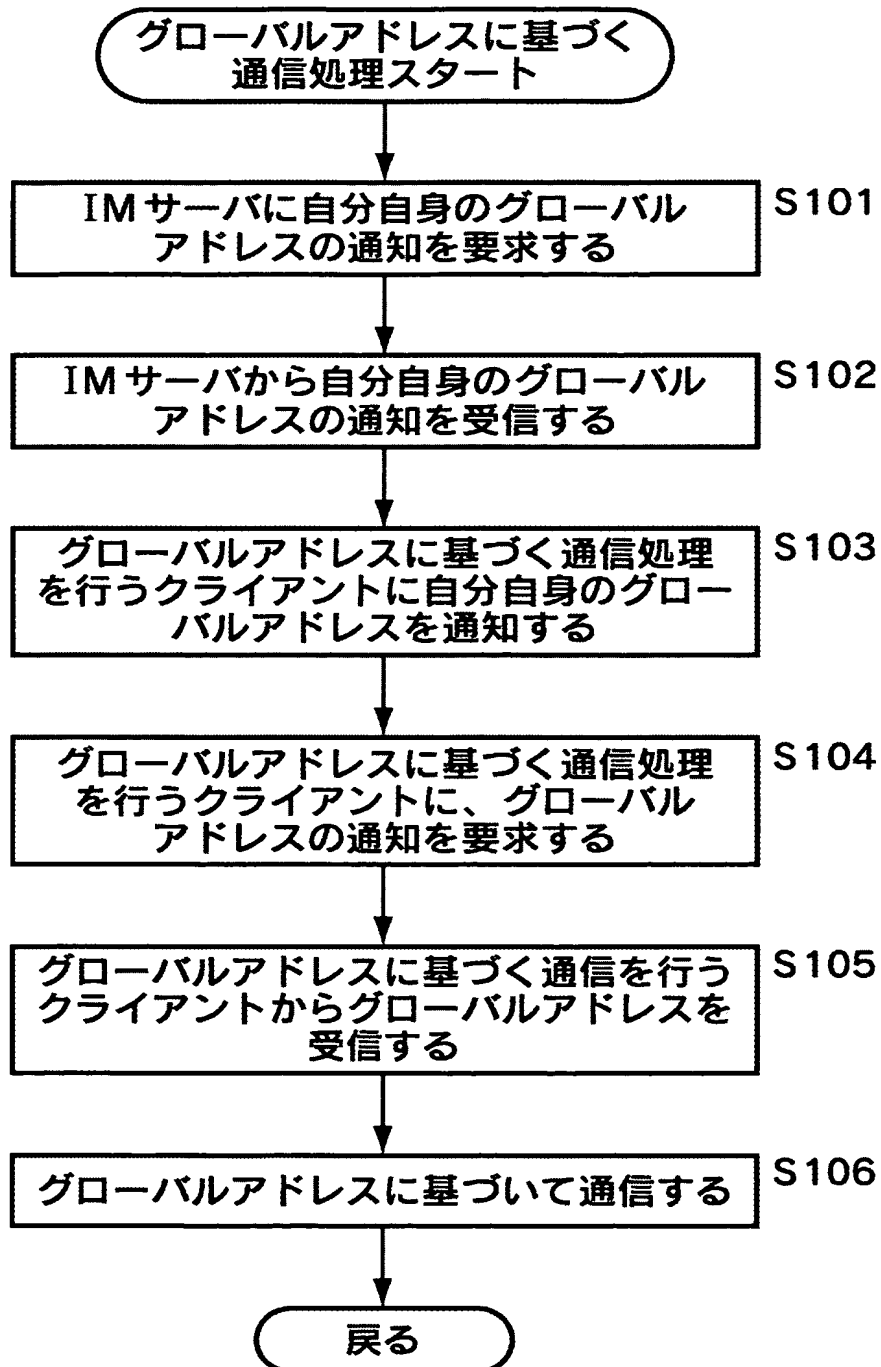 グローバルアドレスに基づく
通信処理スタート
IMサーバに自分自身のグローバル
アドレスの通知を要求する
S101
IMサーバから自分自身のグローバル
アドレスの通知を受信する
S102
グローバルアドレスに基づく通信処理
を行うクライアントに自分自身のグロー
バルアドレスを通知する
S103
グローバルアドレスに基づく通信処理
を行うクライアントに、グローバル
アドレスの通知を要求する
S104
グローバルアドレスに基づく通信を行う
クライアントからグローバルアドレスを
受信する
S105
グローバルアドレスに基づいて通信する
S106
戻る